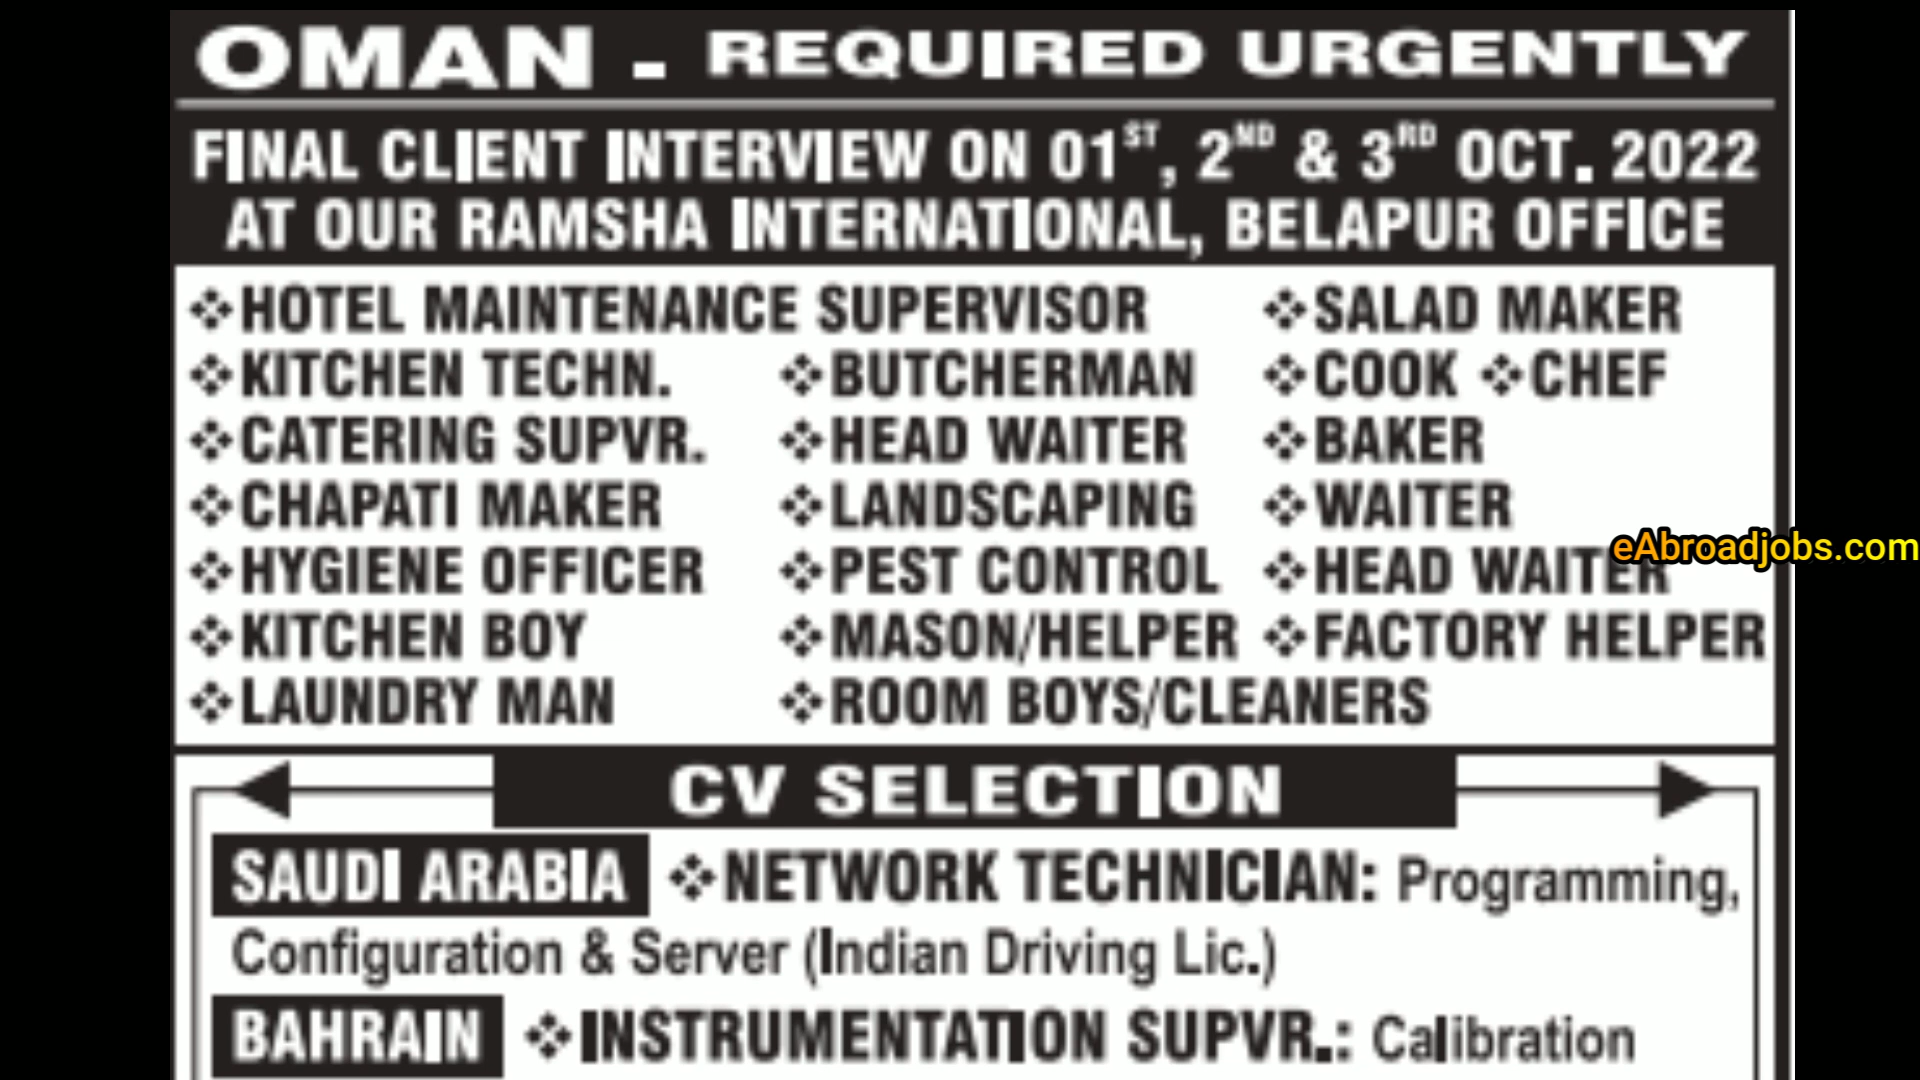 OMAN - REQUIRED URGENTLY
FINAL CLIENT INTERVIEW ON 01ST, 2ND & 3RD OCT. 2022
AT OUR RAMSHA INTERNATIONAL, BELAPUR OFFICE
❖HOTEL MAINTENANCE SUPERVISOR ❖SALAD MAKER
❖KITCHEN TECHN. ❖BUTCHERMAN ❖COOK ❖CHEF
❖CATERING SUPVR. ❖HEAD WAITER ❖BAKER
❖CHAPATI MAKER ❖LANDSCAPING ❖WAITER
eAbroadjobs.com
❖HYGIENE OFFICER ❖PEST CONTROL ❖HEAD WAITER
❖KITCHEN BOY ❖MASON/HELPER ❖FACTORY HELPER
❖LAUNDRY MAN ❖ROOM BOYS/CLEANERS
CV SELECTION
SAUDI ARABIA ❖NETWORK TECHNICIAN: Programming,
Configuration & Server (Indian Driving Lic.)
BAHRAIN ❖INSTRUMENTATION SUPVR.: Calibration